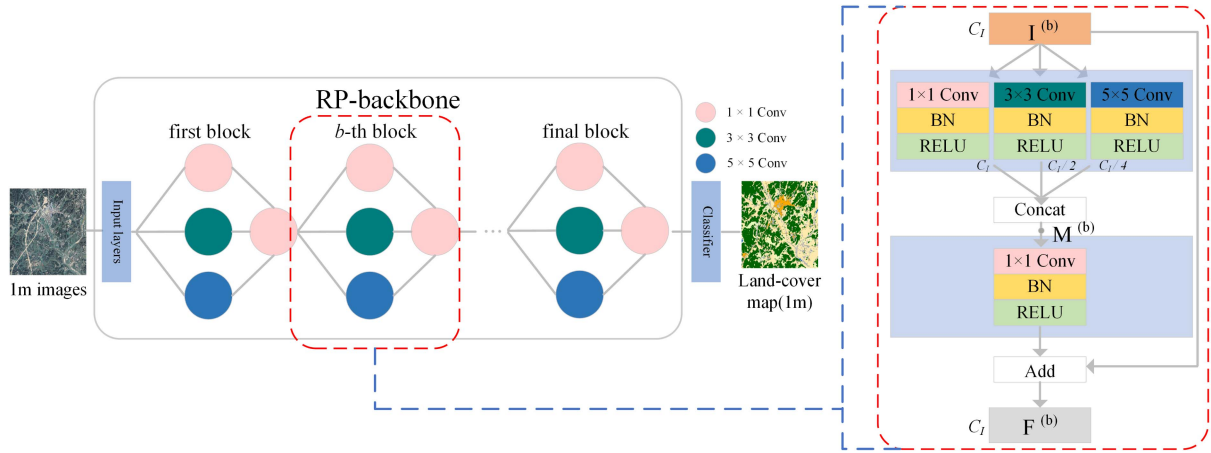 RP-backbone
first block
b-th block
final block
1 × 1 Conv
3 × 3 Conv
5 × 5 Conv
Input layers
...
Classifier
1m images
Land-cover
map(1m)
C_I
I (b)
1×1 Conv
3×3 Conv
5×5 Conv
BN
BN
BN
RELU
RELU
RELU
C_I
C_I / 2
C_I / 4
Concat
M (b)
1×1 Conv
BN
RELU
Add
C_I
F (b)